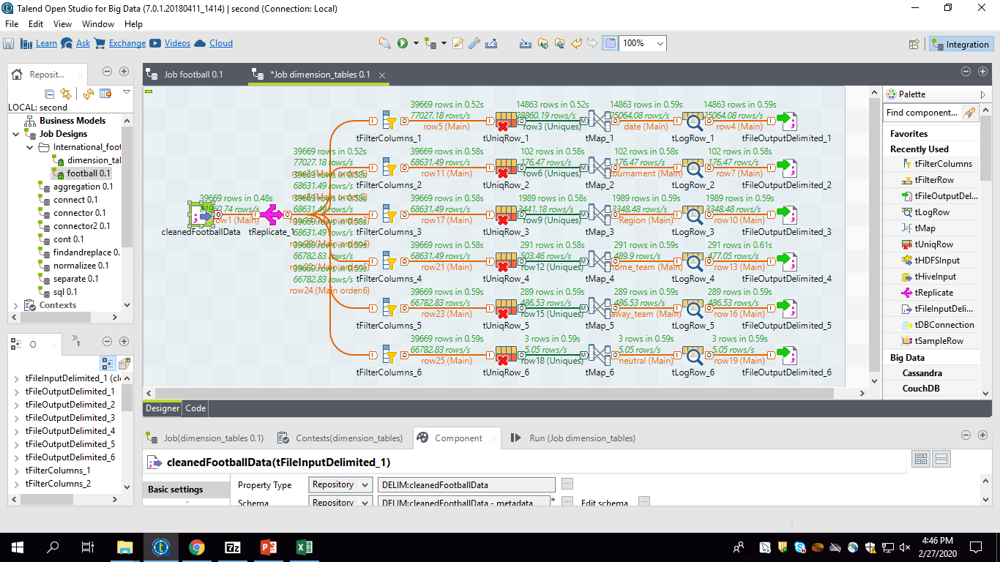 Talend Open Studio for Big Data (7.0.1.20180411_1414) | second (Connection: Local)
File Edit View Window Help
Learn Ask Exchange Videos Cloud 100% Integration
Reposit... Job football 0.1 *Job dimension_tables 0.1
LOCAL: second
Business Models
Job Designs
International_foot
dimension_tal
football 0.1
aggregation 0.1
connect 0.1
connector 0.1
connector2 0.1
cont 0.1
findandreplace 0.
normalizee 0.1
separate 0.1
sql 0.1
Contexts
39669 rows in 0.52s 14863 rows in 0.52s 14863 rows in 0.59s 14863 rows in 0.59s
77027.18 rows/s 28860.19 rows/s 25064.08 rows/s 25064.08 rows/s
row5 (Main) row3 (Uniques) date (Main) row4 (Main)
tFilterColumns_1 tUniqRow_1 tMap_1 tLogRow_1 tFileOutputDelimited_1
39669 rows in 0.52s 39669 rows in 0.58s 102 rows in 0.58s 102 rows in 0.58s 102 rows in 0.58s
77027.18 rows/s 68631.49 rows/s 176.47 rows/s 176.47 rows/s 176.47 rows/s
row11 (Main) row6 (Uniques) tournament (Main) row7 (Main)
tFilterColumns_2 tUniqRow_2 tMap_2 tLogRow_2 tFileOutputDelimited_2
68631.49 rows/s
39669 rows in 0.48s 39669 rows in 0.58s 1989 rows in 0.58s 1989 rows in 0.59s 1989 rows in 0.59s
68631.49 rows/s 68631.49 rows/s 3441.18 rows/s 3348.48 rows/s 3348.48 rows/s
row1 (Main) row17 (Main) row9 (Uniques) Region (Main) row10 (Main)
cleanedFootballData tReplicate_1 tFilterColumns_3 tUniqRow_3 tMap_3 tLogRow_3 tFileOutputDelimited_3
68631.49 rows/s
39669 rows in 0.58s 291 rows in 0.58s 291 rows in 0.59s 291 rows in 0.61s
66782.83 rows/s 68631.49 rows/s 503.46 rows/s 489.9 rows/s 477.05 rows/s
row21 (Main) row12 (Uniques) home_team (Main) row13 (Main)
66782.83 rows/s tFilterColumns_4 tUniqRow_4 tMap_4 tLogRow_4 tFileOutputDelimited_4
row24 (Main order:6)
39669 rows in 0.59s 289 rows in 0.59s 289 rows in 0.59s 289 rows in 0.59s
66782.83 rows/s 486.53 rows/s 486.53 rows/s 486.53 rows/s
row23 (Main) row15 (Uniques) away_team (Main) row16 (Main)
tFilterColumns_5 tUniqRow_5 tMap_5 tLogRow_5 tFileOutputDelimited_5
39669 rows in 0.59s 3 rows in 0.59s 3 rows in 0.59s 3 rows in 0.59s
66782.83 rows/s 5.05 rows/s 5.05 rows/s 5.05 rows/s
row25 (Main) row18 (Uniques) neutral (Main) row19 (Main)
tFilterColumns_6 tUniqRow_6 tMap_6 tLogRow_6 tFileOutputDelimited_6
Palette
Find component...
Favorites
Recently Used
tFilterColumns
tFilterRow
tFileOutputDel...
tLogRow
tMap
tUniqRow
tHDFSInput
tHiveInput
tReplicate
tFileInputDeli...
tDBConnection
tSampleRow
Big Data
Cassandra
CouchDB
Designer Code
O
tFileInputDelimited_1 (cl
tFileOutputDelimited_1
tFileOutputDelimited_2
tFileOutputDelimited_3
tFileOutputDelimited_4
tFileOutputDelimited_5
tFileOutputDelimited_6
tFilterColumns_1
tFilterColumns_2
Job(dimension_tables 0.1) Contexts(dimension_tables) Component Run (Job dimension_tables)
cleanedFootballData(tFileInputDelimited_1)
Basic settings
Property Type Repository DELIM:cleanedFootballData ...
Schema Repository DELIM:cleanedFootballData - metadata * ... Edit schema ...
4:46 PM
2/27/2020